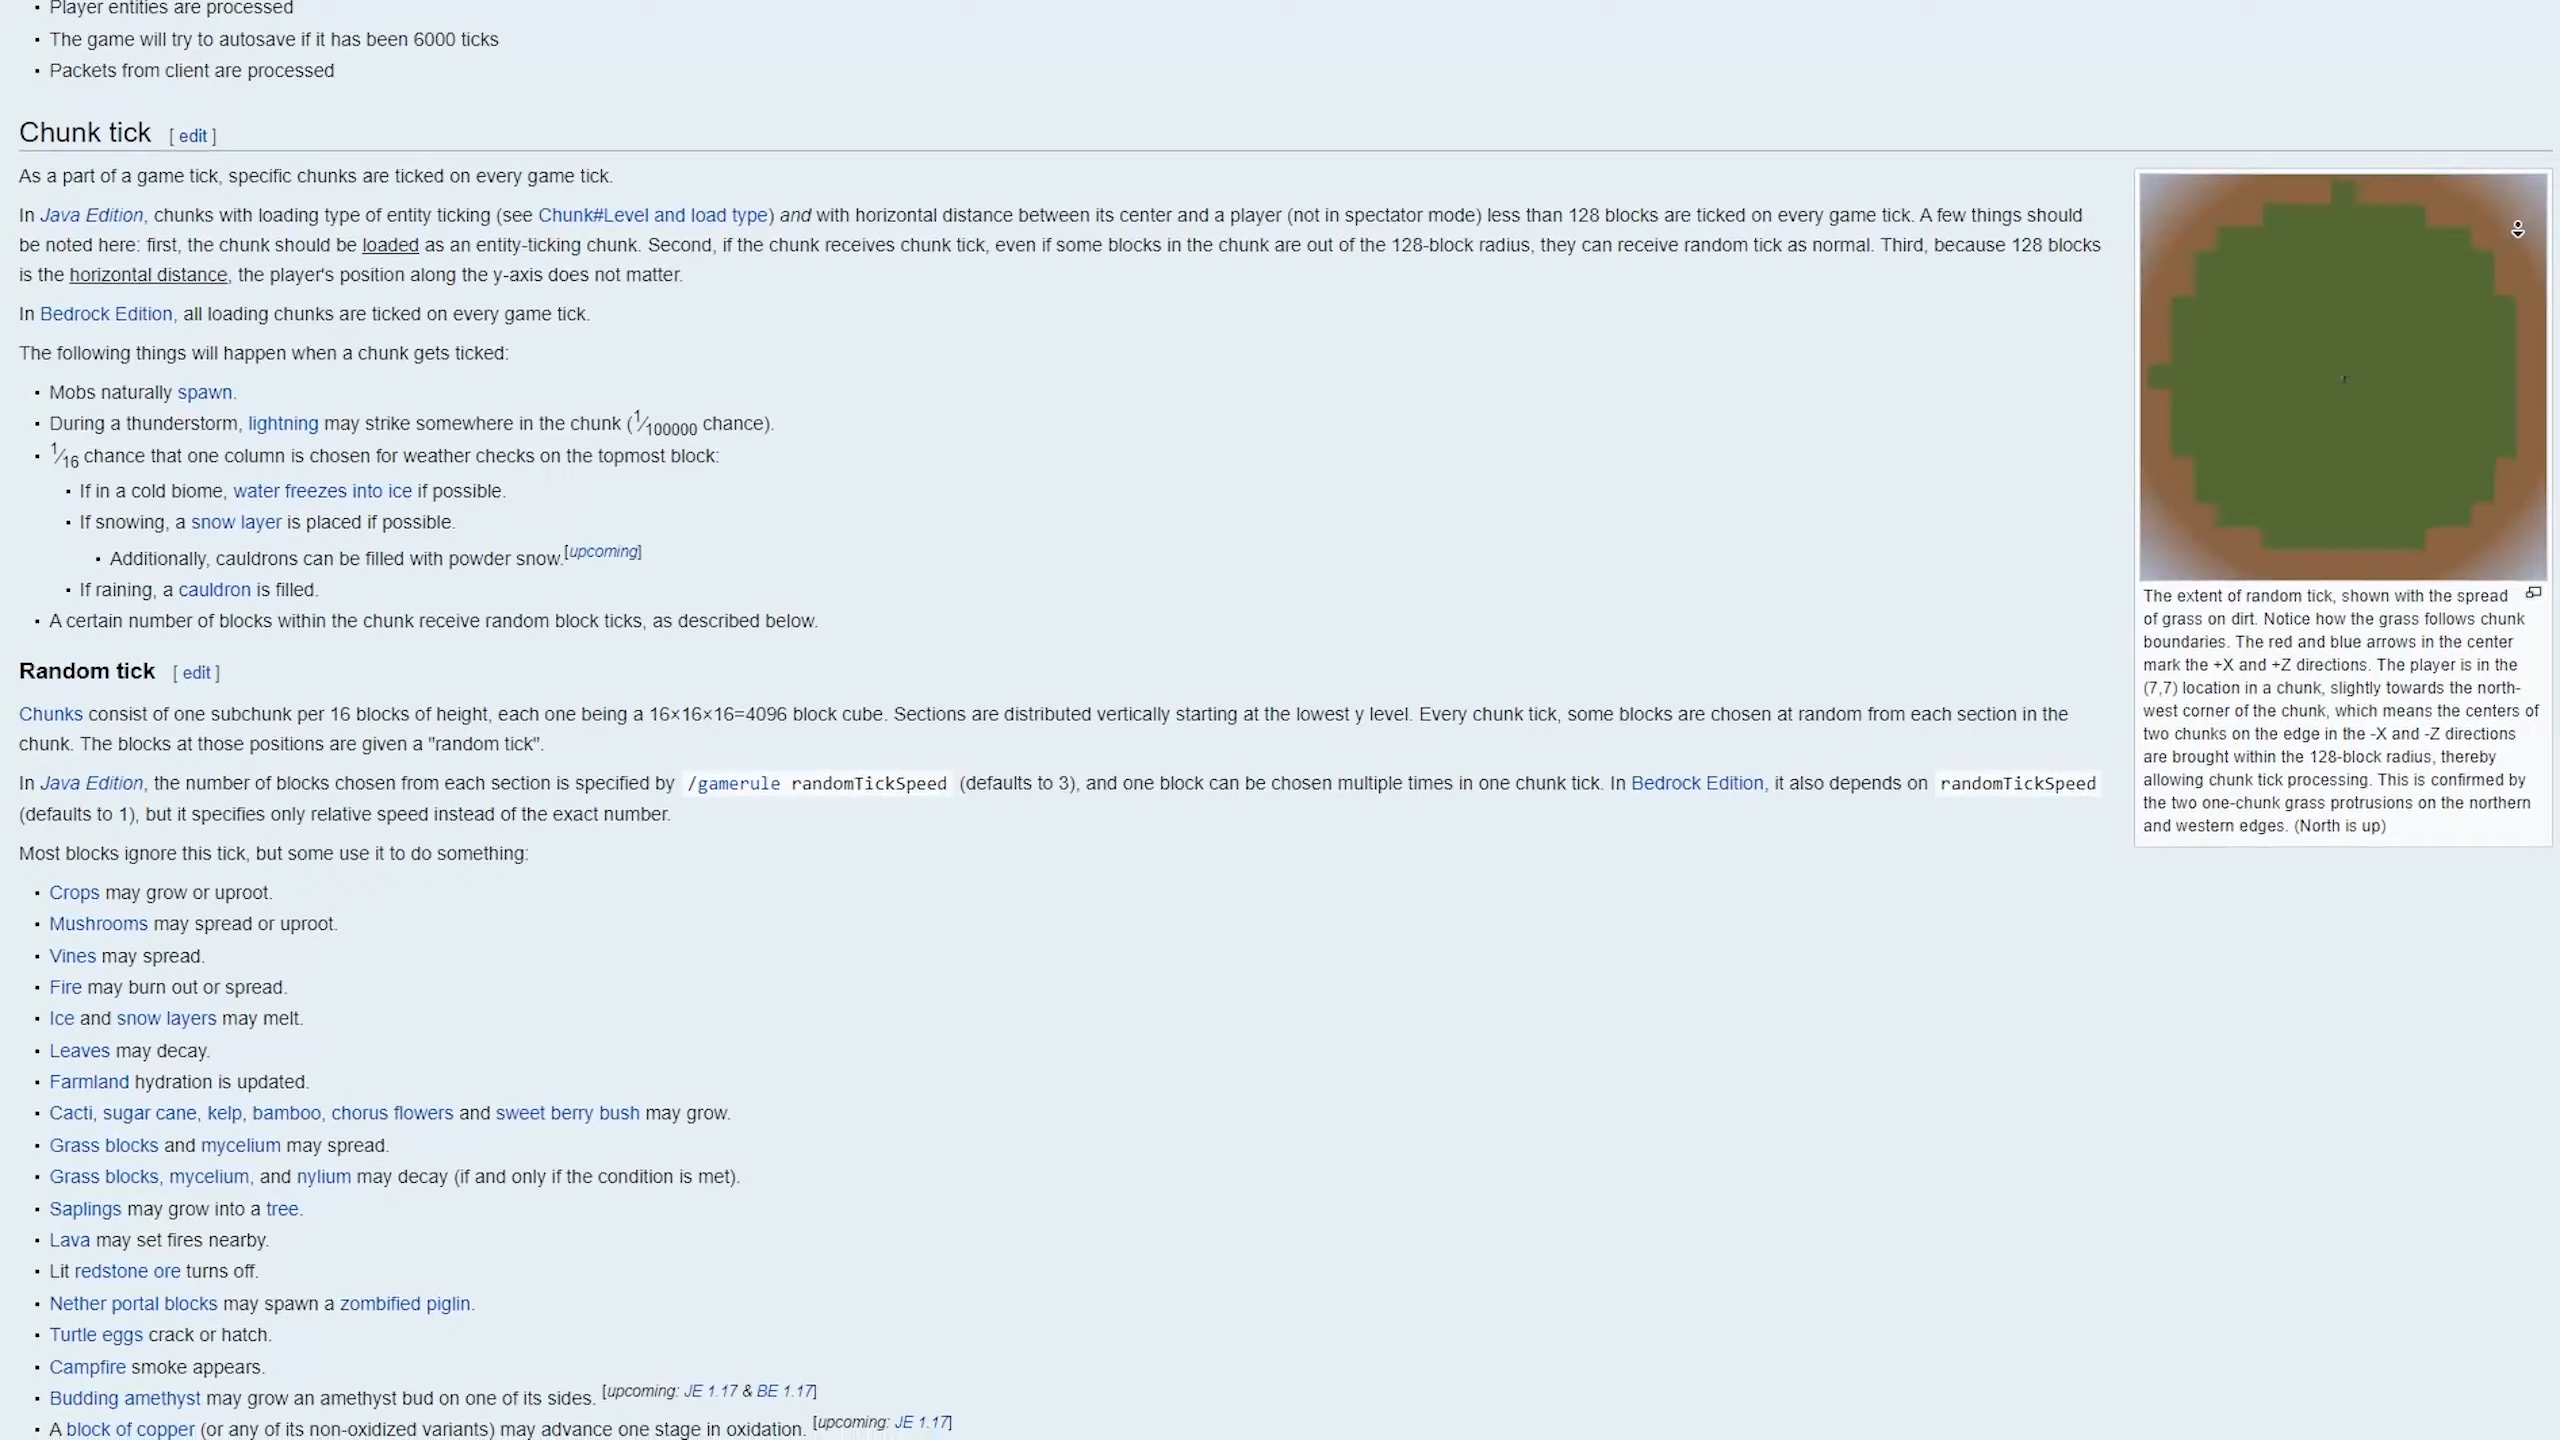 Player entities are processed
The game will try to autosave if it has been 6000 ticks
Packets from client are processed
Chunk tick [ edit ]
As a part of a game tick, specific chunks are ticked on every game tick.
In Java Edition, chunks with loading type of entity ticking (see Chunk#Level and load type) and with horizontal distance between its center and a player (not in spectator mode) less than 128 blocks are ticked on every game tick. A few things should
be noted here: first, the chunk should be loaded as an entity-ticking chunk. Second, if the chunk receives chunk tick, even if some blocks in the chunk are out of the 128-block radius, they can receive random tick as normal. Third, because 128 blocks
is the horizontal distance, the player's position along the y-axis does not matter.
In Bedrock Edition, all loading chunks are ticked on every game tick.
The following things will happen when a chunk gets ticked:
Mobs naturally spawn.
During a thunderstorm, lightning may strike somewhere in the chunk (1⁄100000 chance).
1⁄16 chance that one column is chosen for weather checks on the topmost block:
If in a cold biome, water freezes into ice if possible.
If snowing, a snow layer is placed if possible.
Additionally, cauldrons can be filled with powder snow.[upcoming]
If raining, a cauldron is filled.
A certain number of blocks within the chunk receive random block ticks, as described below.
The extent of random tick, shown with the spread
of grass on dirt. Notice how the grass follows chunk
boundaries. The red and blue arrows in the center
mark the +X and +Z directions. The player is in the
(7,7) location in a chunk, slightly towards the north-
west corner of the chunk, which means the centers of
two chunks on the edge in the -X and -Z directions
are brought within the 128-block radius, thereby
allowing chunk tick processing. This is confirmed by
the two one-chunk grass protrusions on the northern
and western edges. (North is up)
Random tick [ edit ]
Chunks consist of one subchunk per 16 blocks of height, each one being a 16×16×16=4096 block cube. Sections are distributed vertically starting at the lowest y level. Every chunk tick, some blocks are chosen at random from each section in the
chunk. The blocks at those positions are given a "random tick".
In Java Edition, the number of blocks chosen from each section is specified by /gamerule randomTickSpeed (defaults to 3), and one block can be chosen multiple times in one chunk tick. In Bedrock Edition, it also depends on randomTickSpeed
(defaults to 1), but it specifies only relative speed instead of the exact number.
Most blocks ignore this tick, but some use it to do something:
Crops may grow or uproot.
Mushrooms may spread or uproot.
Vines may spread.
Fire may burn out or spread.
Ice and snow layers may melt.
Leaves may decay.
Farmland hydration is updated.
Cacti, sugar cane, kelp, bamboo, chorus flowers and sweet berry bush may grow.
Grass blocks and mycelium may spread.
Grass blocks, mycelium, and nylium may decay (if and only if the condition is met).
Saplings may grow into a tree.
Lava may set fires nearby.
Lit redstone ore turns off.
Nether portal blocks may spawn a zombified piglin.
Turtle eggs crack or hatch.
Campfire smoke appears.
Budding amethyst may grow an amethyst bud on one of its sides. [upcoming: JE 1.17 & BE 1.17]
A block of copper (or any of its non-oxidized variants) may advance one stage in oxidation. [upcoming: JE 1.17]